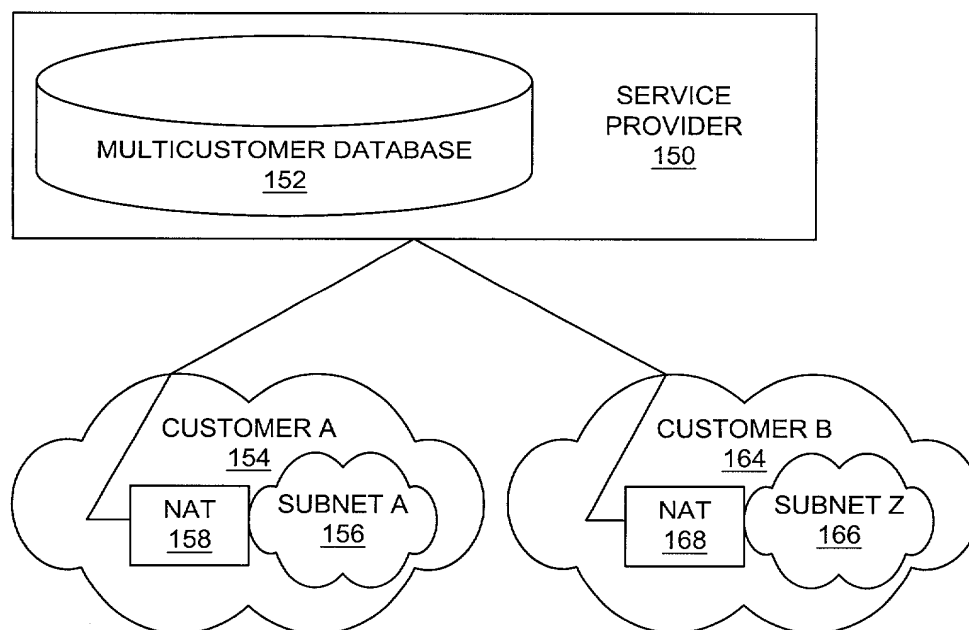 SERVICE
PROVIDER
150
MULTICUSTOMER DATABASE
152
CUSTOMER A
154
NAT
158
SUBNET A
156
CUSTOMER B
164
NAT
168
SUBNET Z
166